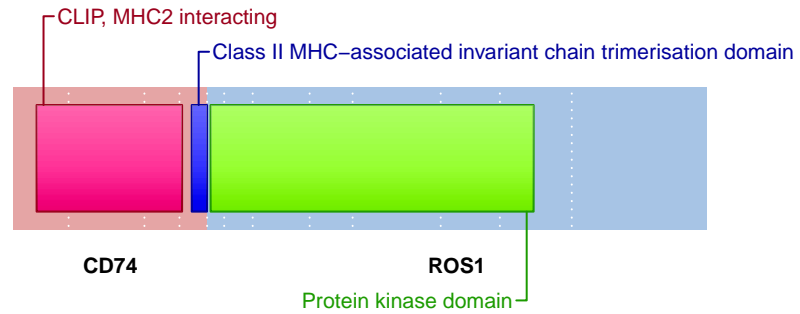 CLIP, MHC2 interacting
Class II MHC−associated invariant chain trimerisation domain
CD74
ROS1
Protein kinase domain